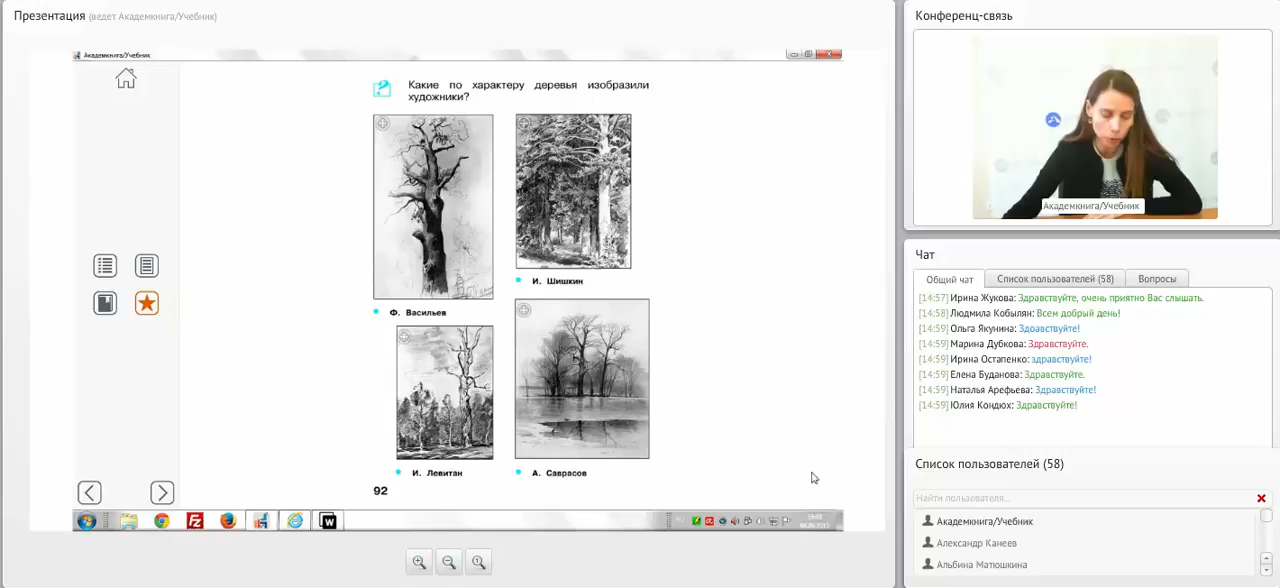 Презентация (ведет Академкнига/Учебник)
Академкнига/Учебник
Какие по характеру деревья изобразили
художники?
И. Шишкин
Ф. Васильев
И. Левитан
А. Саврасов
92
Конференц-связь
Академкнига/Учебник
Чат
Общий чат
Список пользователей (58)
Вопросы
[14:57] Ирина Жукова: Здравствуйте, очень приятно Вас слышать.
[14:58] Людмила Кобылян: Всем добрый день!
[14:59] Ольга Якунина: Здоавствуйте!
[14:59] Марина Дубкова: Здравствуйте.
[14:59] Ирина Остапенко: здравствуйте!
[14:59] Елена Буданова: Здравствуйте.
[14:59] Наталья Арефьева: Здравствуйте!
[14:59] Юлия Кондюх: Здравствуйте!
Список пользователей (58)
Найти пользователя...
Академкнига/Учебник
Александр Канеев
Альбина Матюшкина